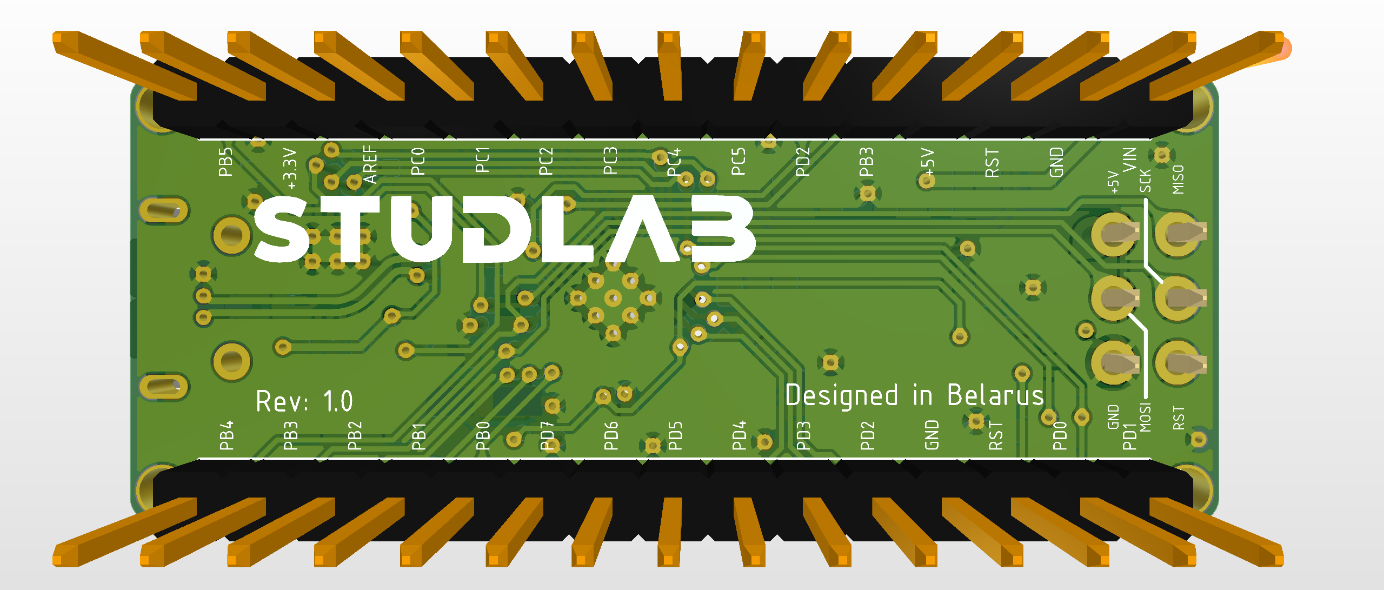 PB5 +3.3V AREF PC0 PC1 PC2 PC3 PC4 PC5 PD2 PB3 +5V RST GND VIN
+5V SCK MISO
STUDLAB
Rev: 1.0
Designed in Belarus
GND MOSI RST
PB4 PB3 PB2 PB1 PB0 PD7 PD6 PD5 PD4 PD3 PD2 GND RST PD0 PD1